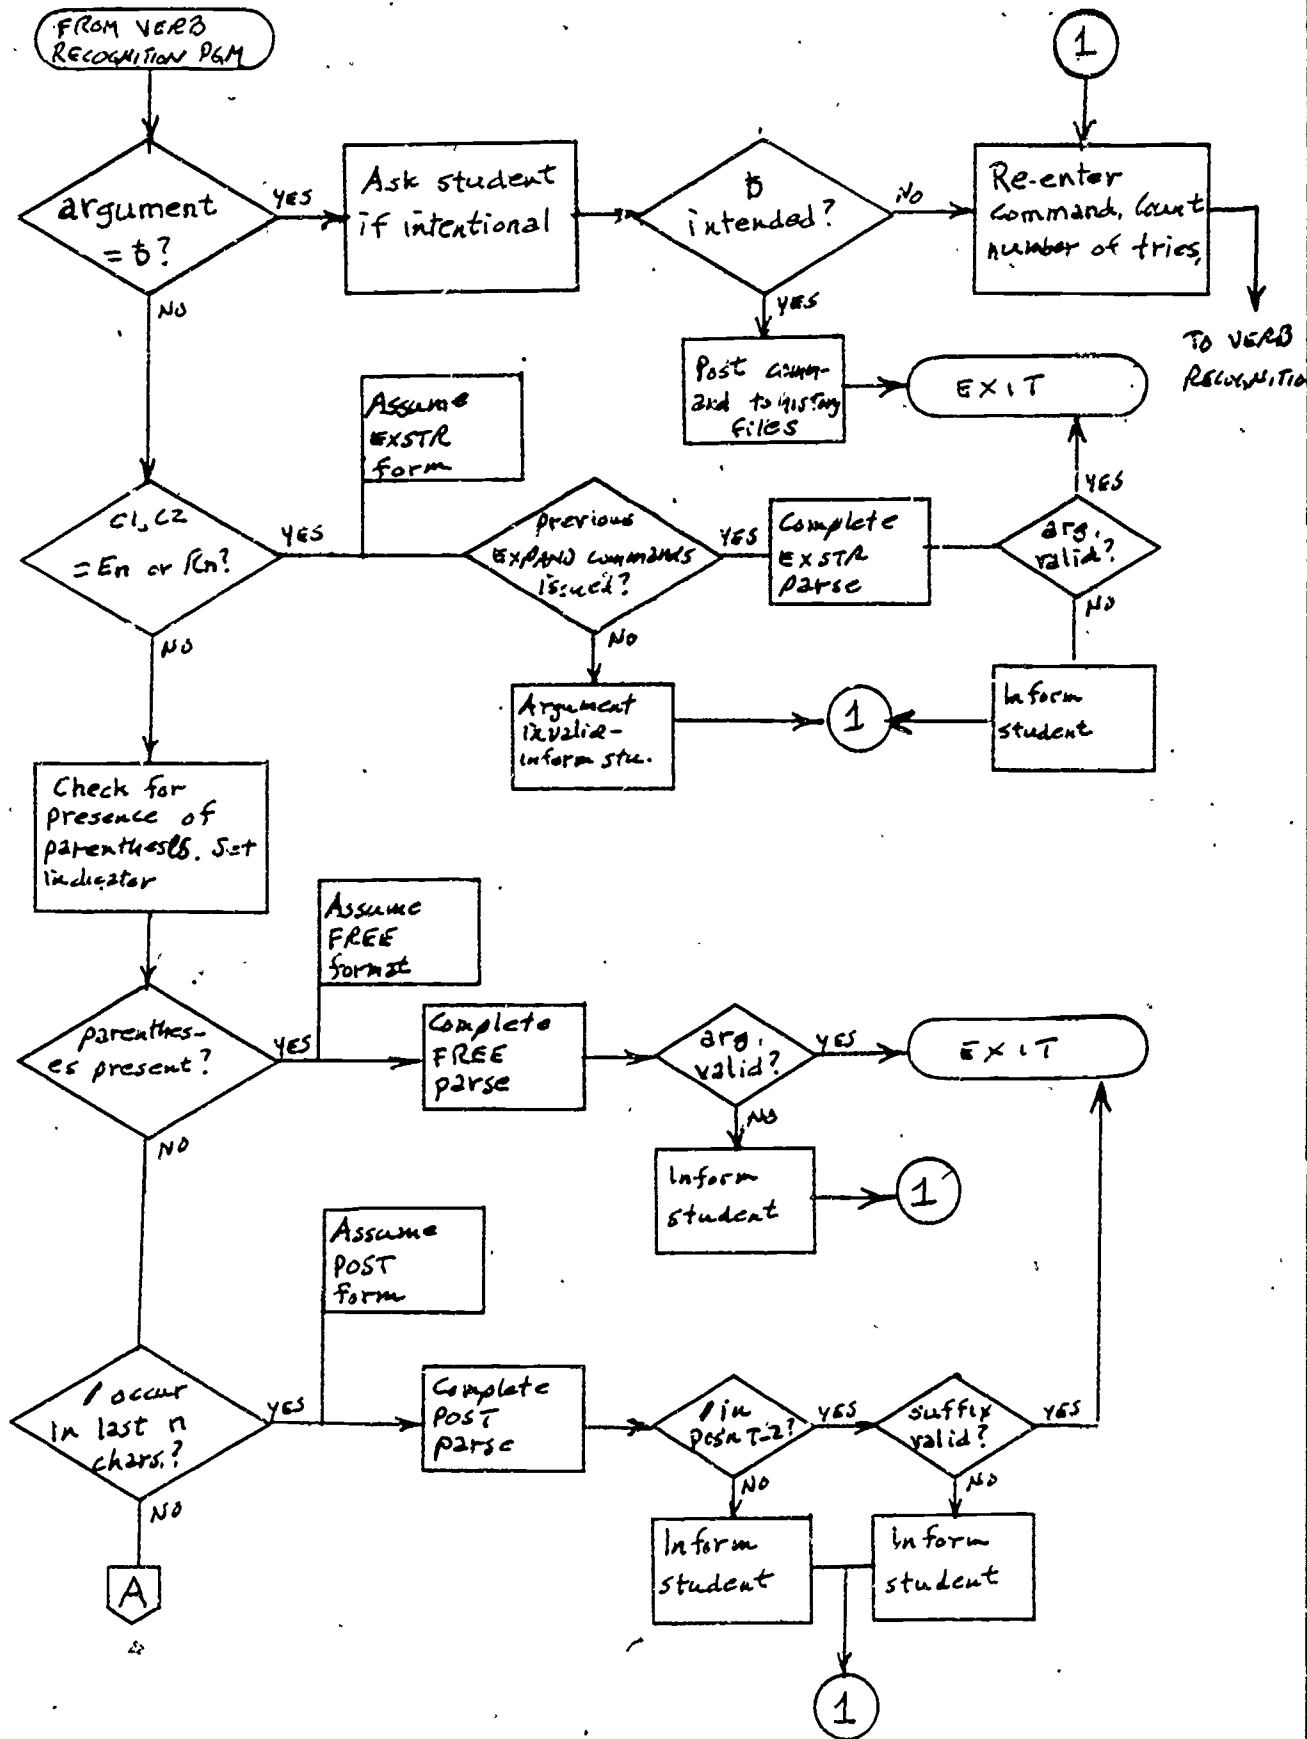 FROM VERB
RECOGNITION PGM
1
argument
= ƀ?
YES
NO
Ask student
if intentional
ƀ
intended?
NO
YES
Re-enter
command, count
number of tries,
TO VERB
RECOGNITIO
Post comm-
and to history
files
EXIT
Assume
EXSTR
form
C1, C2
= En or Rn?
YES
NO
previous
EXPAND commands
issued?
YES
NO
Complete
EXSTR
parse
arg.
valid?
YES
NO
Argument
invalid-
inform stu.
1
Inform
student
Check for
presence of
parenthesis. Set
indicator
Assume
FREE
format
parenthes-
es present?
YES
NO
Complete
FREE
parse
arg.
valid?
YES
NO
EXIT
Inform
student
1
Assume
POST
form
/ occur
in last n
chars.?
YES
NO
Complete
POST
parse
/ in
posn T-2?
YES
NO
suffix
valid?
YES
NO
Inform
student
Inform
student
A
1